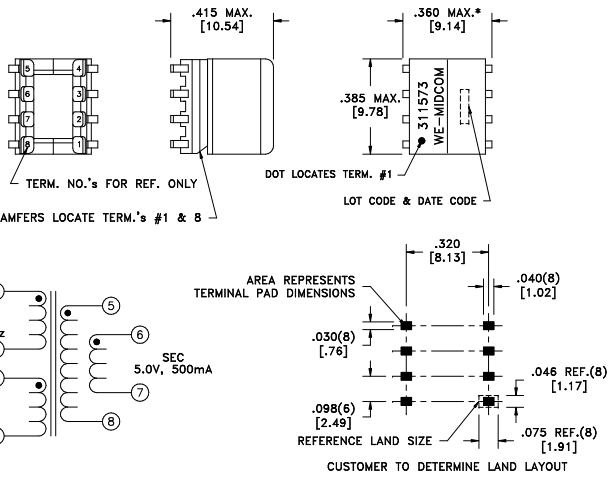 .415 MAX.
[10.54]
.360 MAX.*
[9.14]
5
4
6
3
7
2
8
1
.385 MAX.
[9.78]
311573
WE-MIDCOM
DOT LOCATES TERM. #1
TERM. NO.'s FOR REF. ONLY
LOT CODE & DATE CODE
AMFERS LOCATE TERM.'s #1 & 8
.320
[8.13]
AREA REPRESENTS
TERMINAL PAD DIMENSIONS
.040(8)
[1.02]
5
z
6
.030(8)
[.76]
SEC
5.0V, 500mA
7
.046 REF.(8)
[1.17]
8
.098(6)
[2.49]
REFERENCE LAND SIZE
.075 REF.(8)
[1.91]
CUSTOMER TO DETERMINE LAND LAYOUT